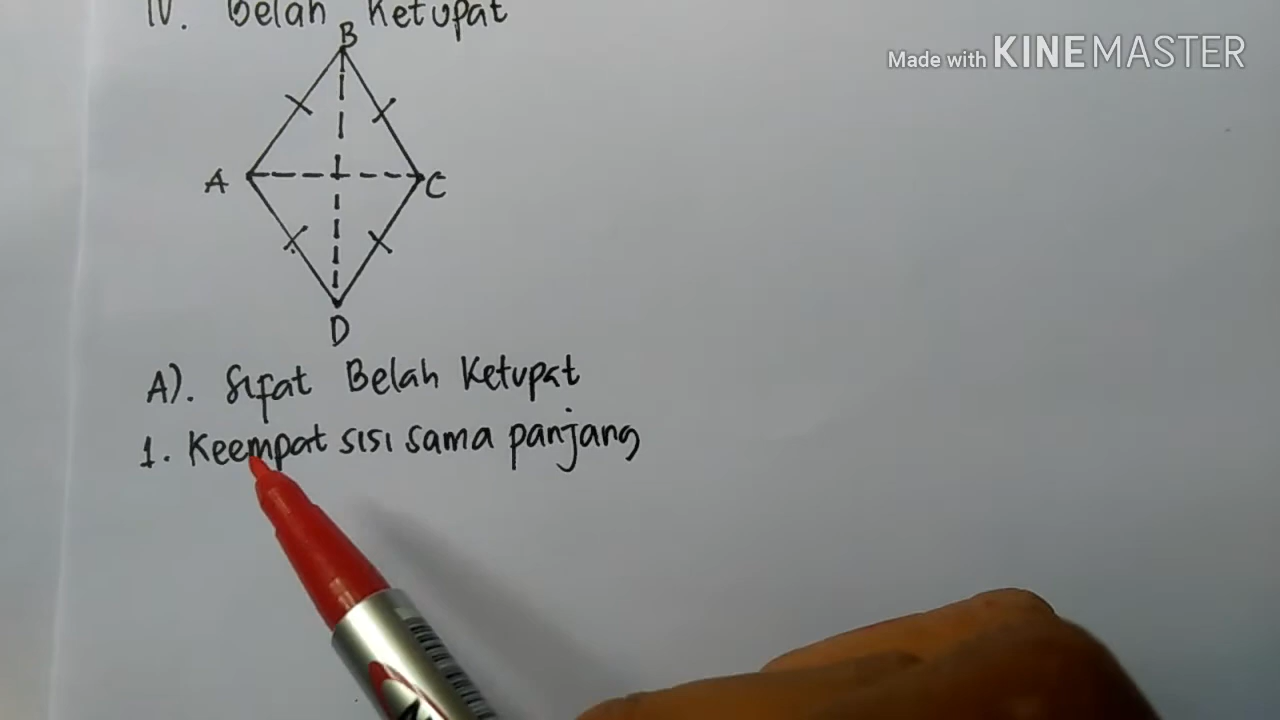 IV. Belah Ketupat
Made with KINEMASTER
B
A
C
D
A). Sifat Belah Ketupat
1. Keempat sisi sama panjang